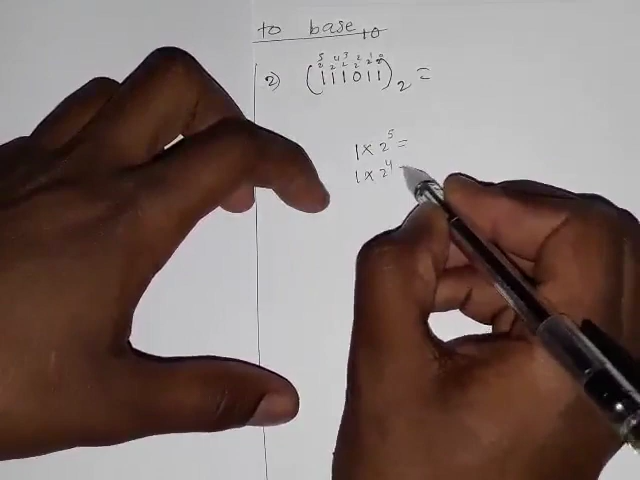 to base 10
2) (111011)₂ =
1 x 2⁵ =
1 x 2⁴ =